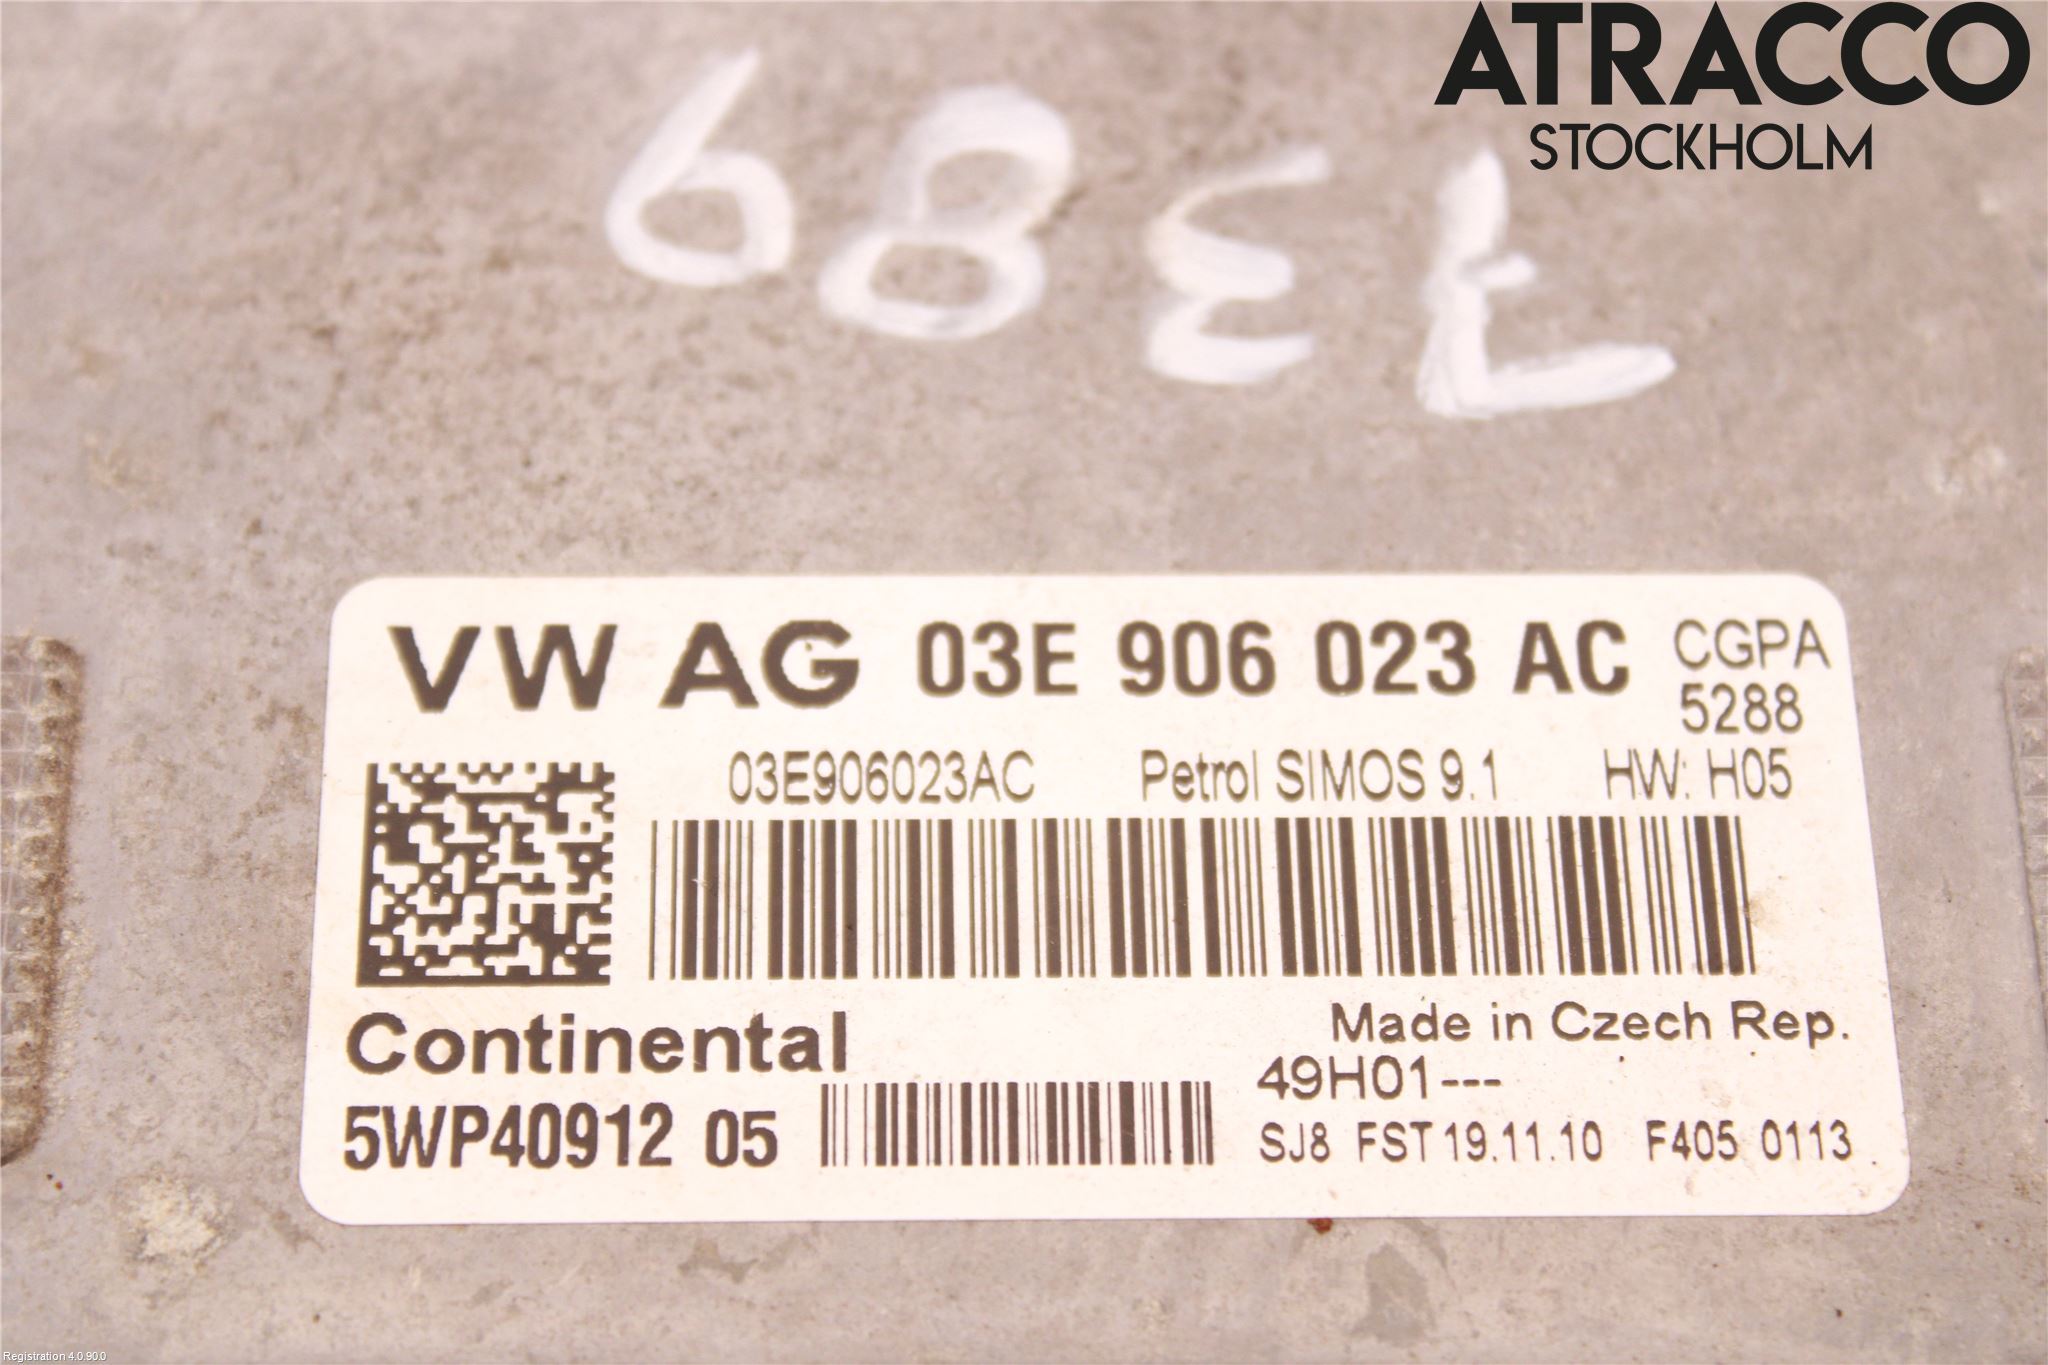 ATRACCO
STOCKHOLM
7389
VW AG 03E 906 023 AC CGPA
5288
03E906023AC Petrol SIMOS 9.1 HW: H05
Continental
Made in Czech Rep.
49H01---
5WP40912 05
SJ8 FST 19.11.10 F405 0113
Registration 4.0.90.0